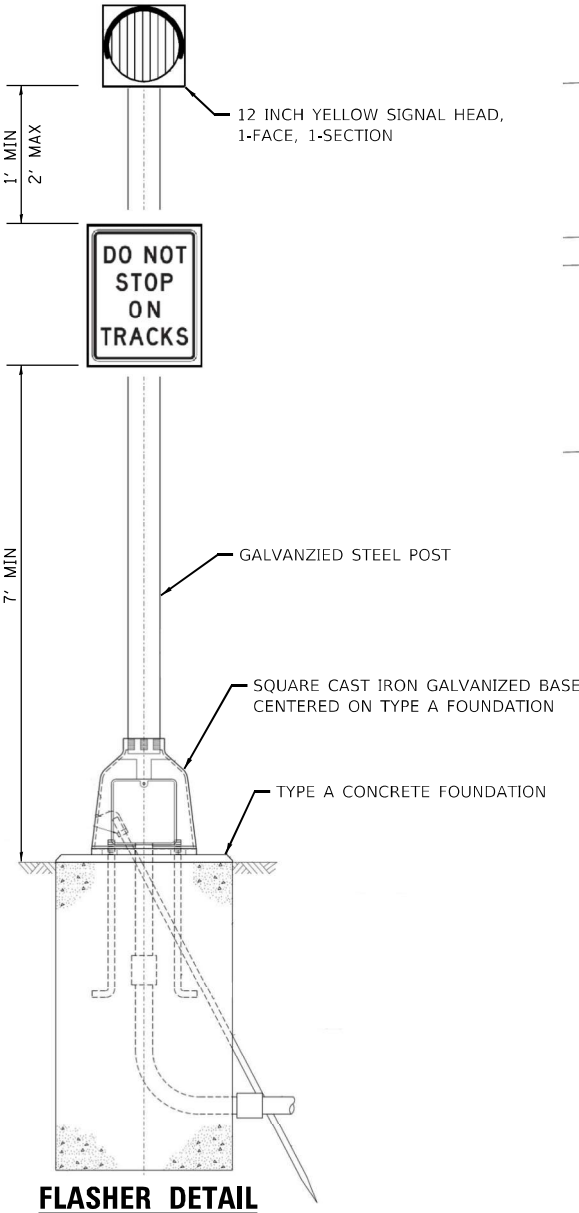 12 INCH YELLOW SIGNAL HEAD,
1-FACE, 1-SECTION
1' MIN
2' MAX
DO NOT
STOP
ON
TRACKS
7' MIN
GALVANZIED STEEL POST
SQUARE CAST IRON GALVANIZED BASE
CENTERED ON TYPE A FOUNDATION
TYPE A CONCRETE FOUNDATION
FLASHER DETAIL